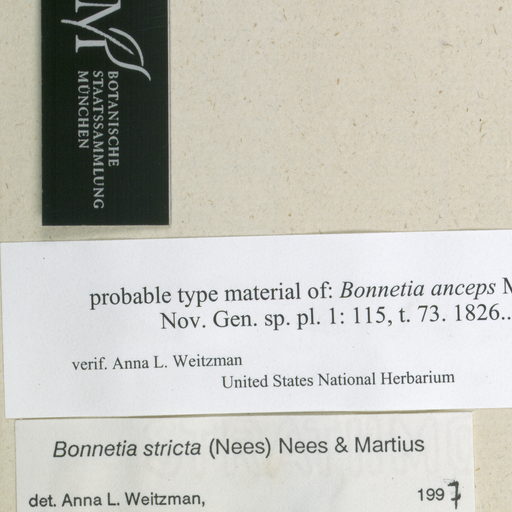 M
BOTANISCHE
STAATSSAMMLUNG
MÜNCHEN
probable type material of: Bonnetia anceps M
Nov. Gen. sp. pl. 1: 115, t. 73. 1826..
verif. Anna L. Weitzman
United States National Herbarium
Bonnetia stricta (Nees) Nees & Martius
det. Anna L. Weitzman, 1997